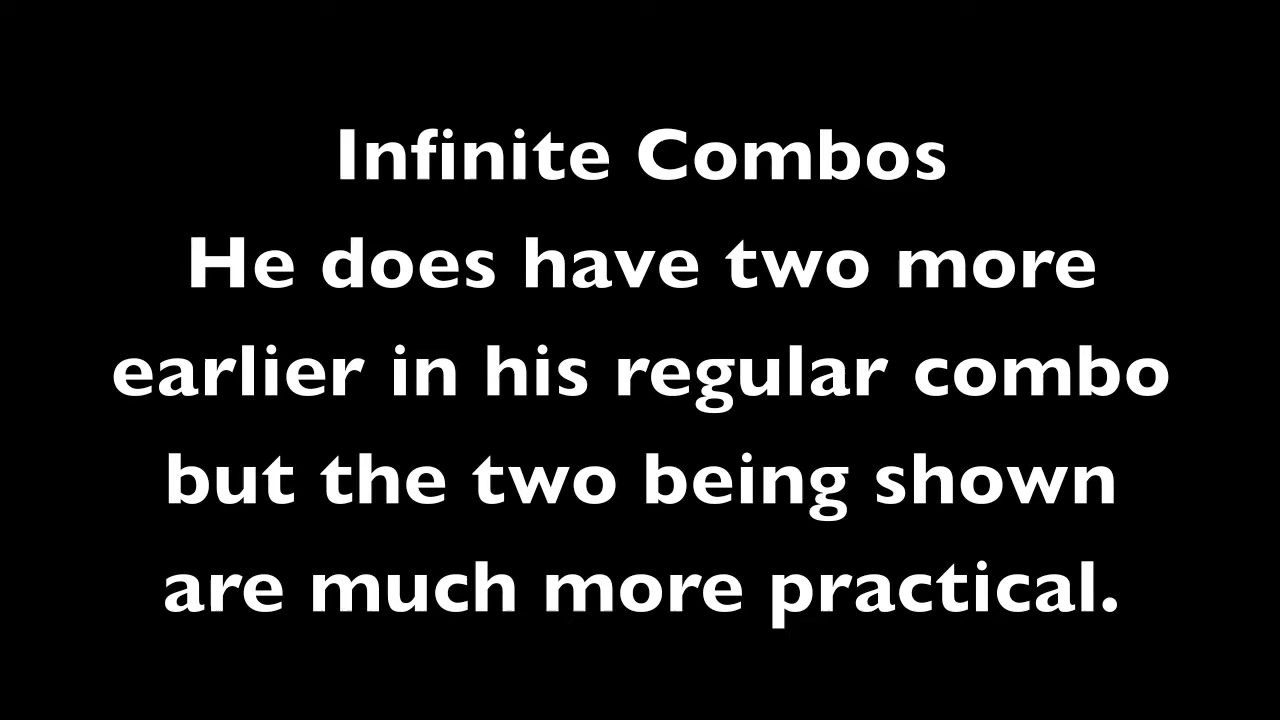 Infinite Combos
He does have two more
earlier in his regular combo
but the two being shown
are much more practical.